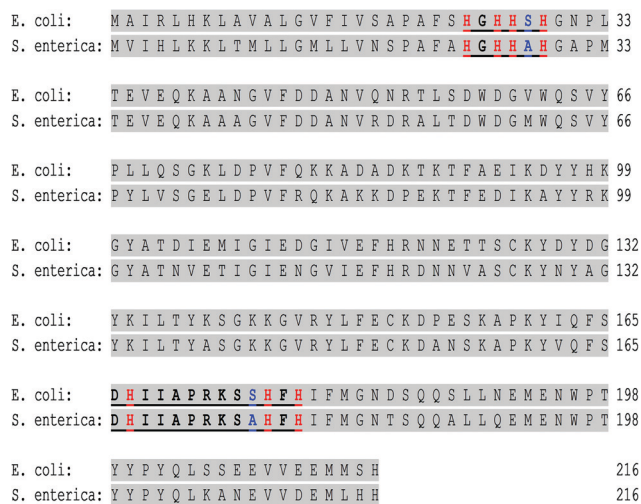 E. coli: M A I R L H K L A V A L G V F I V S A P A F S H G H H S H G N P L 33
S. enterica: M V I H L K K L T M L L G M L L V N S P A F A H G H H A H G A P M 33
E. coli: T E V E Q K A A N G V F D D A N V Q N R T L S D W D G V W Q S V Y 66
S. enterica: T E V E Q K A A A G V F D D A N V R D R A L T D W D G M W Q S V Y 66
E. coli: P L L Q S G K L D P V F Q K K A D A D K T K T F A E I K D Y Y H K 99
S. enterica: P Y L V S G E L D P V F R Q K A K K D P E K T F E D I K A Y Y R K 99
E. coli: G Y A T D I E M I G I E D G I V E F H R N N E T T S C K Y D Y D G 132
S. enterica: G Y A T N V E T I G I E N G V I E F H R D N N V A S C K Y N Y A G 132
E. coli: Y K I L T Y K S G K K G V R Y L F E C K D P E S K A P K Y I Q F S 165
S. enterica: Y K I L T Y A S G K K G V R Y L F E C K D A N S K A P K Y V Q F S 165
E. coli: D H I I A P R K S S H F H I F M G N D S Q Q S L L N E M E N W P T 198
S. enterica: D H I I A P R K S A H F H I F M G N T S Q Q A L L Q E M E N W P T 198
E. coli: Y Y P Y Q L S S E E V V E E M M S H 216
S. enterica: Y Y P Y Q L K A N E V V D E M L H H 216